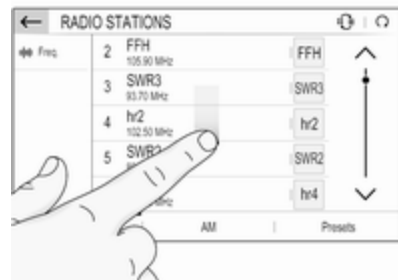 RADIO STATIONS
Freq.
2 FFH FFH
105.90 MHz
3 SWR3 SWR3
93.70 MHz
4 hr2 hr2
102.50 MHz
5 SWR2 SWR2
hr4
MHz
AM Presets